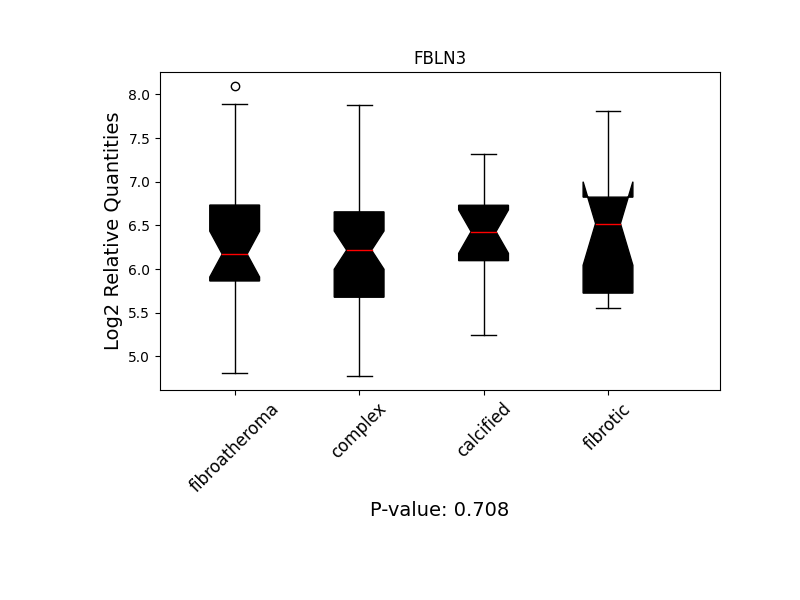 FBLN3
Log2 Relative Quantities
8.0
7.5
7.0
6.5
6.0
5.5
5.0
fibroatheroma
complex
calcified
fibrotic
P-value: 0.708